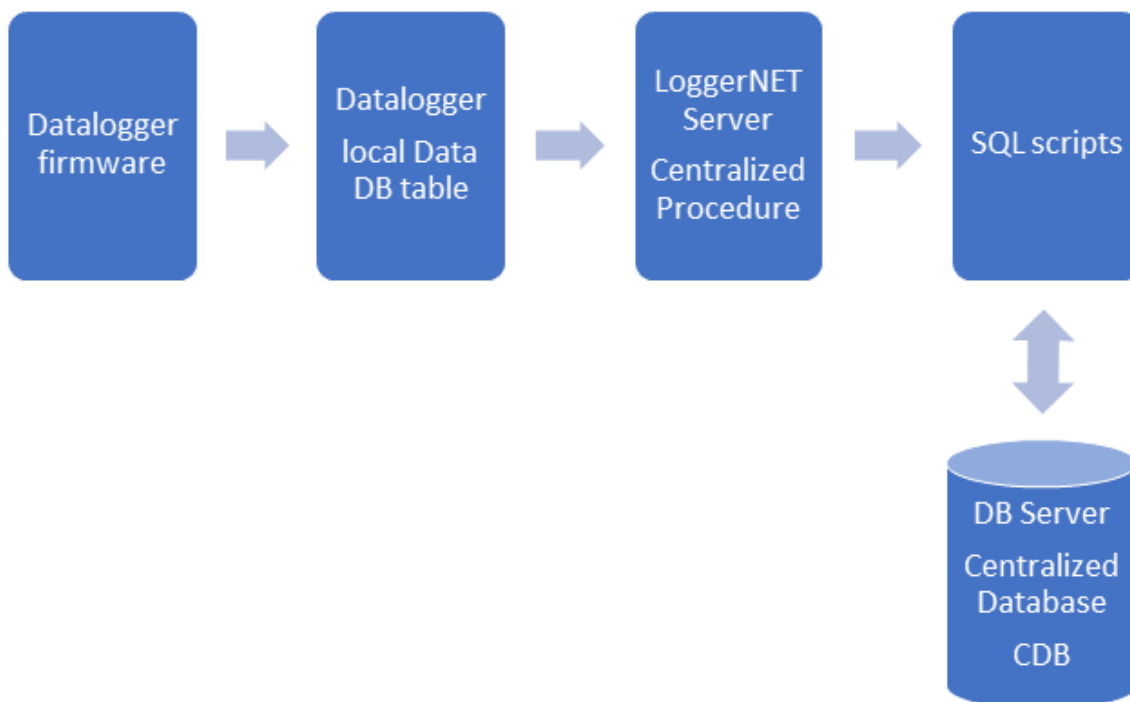 Datalogger
firmware
Datalogger
local Data
DB table
LoggerNET
Server
Centralized
Procedure
SQL scripts
DB Server
Centralized
Database
CDB